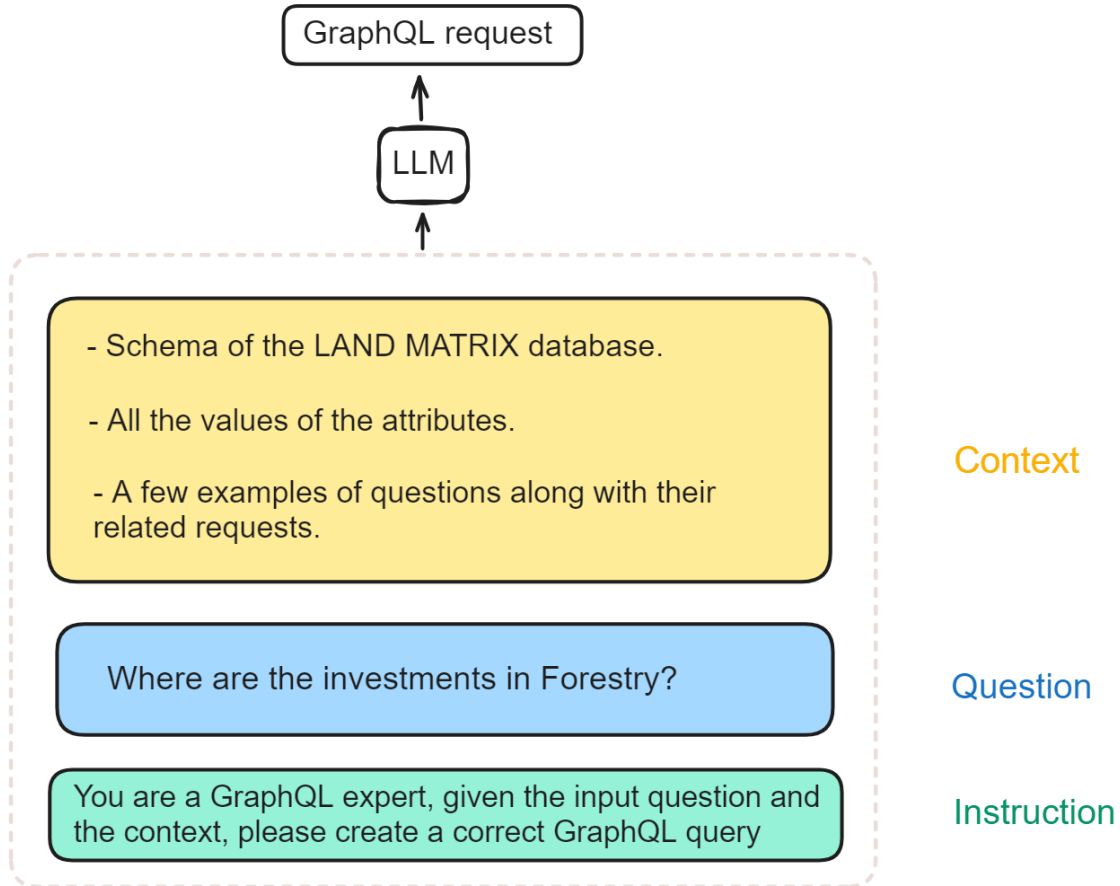 GraphQL request
LLM
- Schema of the LAND MATRIX database.
- All the values of the attributes.
- A few examples of questions along with their
related requests.
Context
Where are the investments in Forestry?
Question
You are a GraphQL expert, given the input question and
the context, please create a correct GraphQL query
Instruction